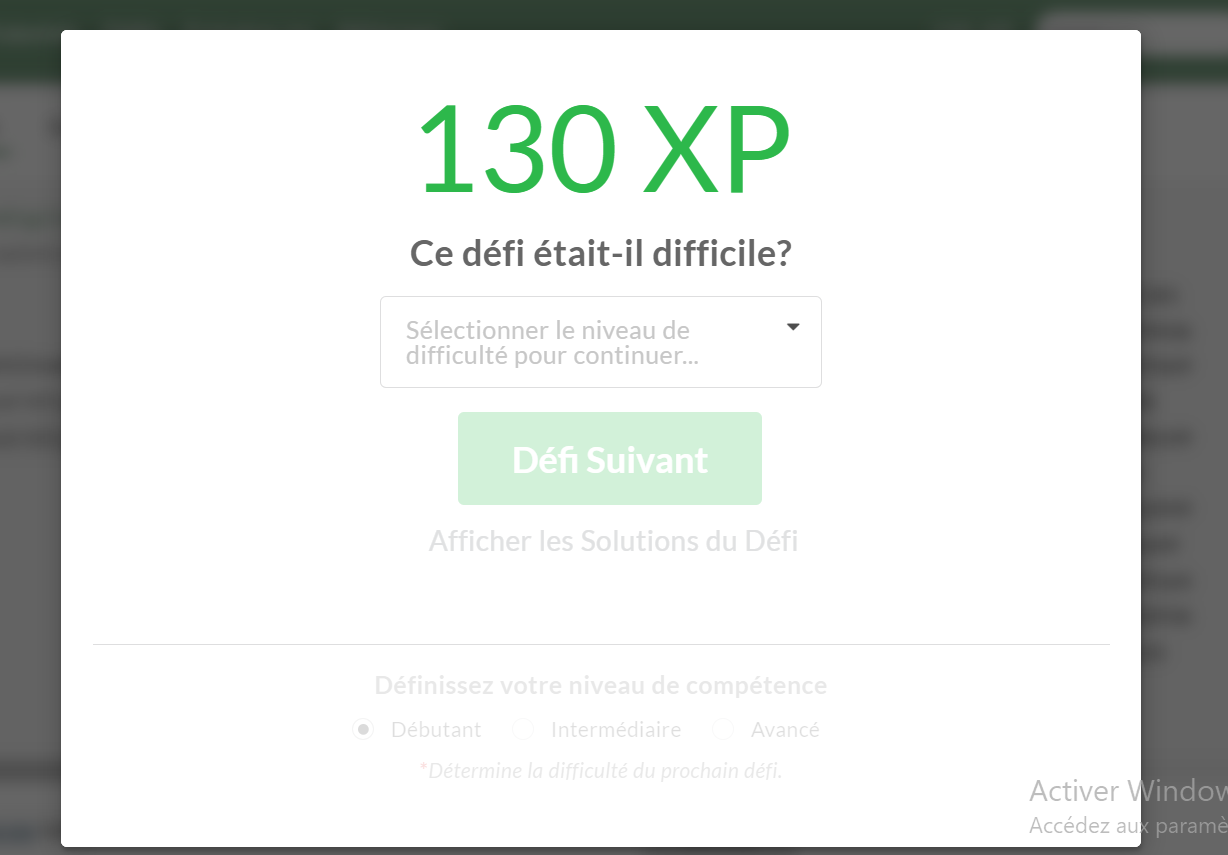 130 XP
Ce défi était-il difficile?
Sélectionner le niveau de
difficulté pour continuer...
Défi Suivant
Afficher les Solutions du Défi
Définissez votre niveau de compétence
Débutant Intermédiaire Avancé
*Détermine la difficulté du prochain défi.
Activer Window
Accédez aux paramè